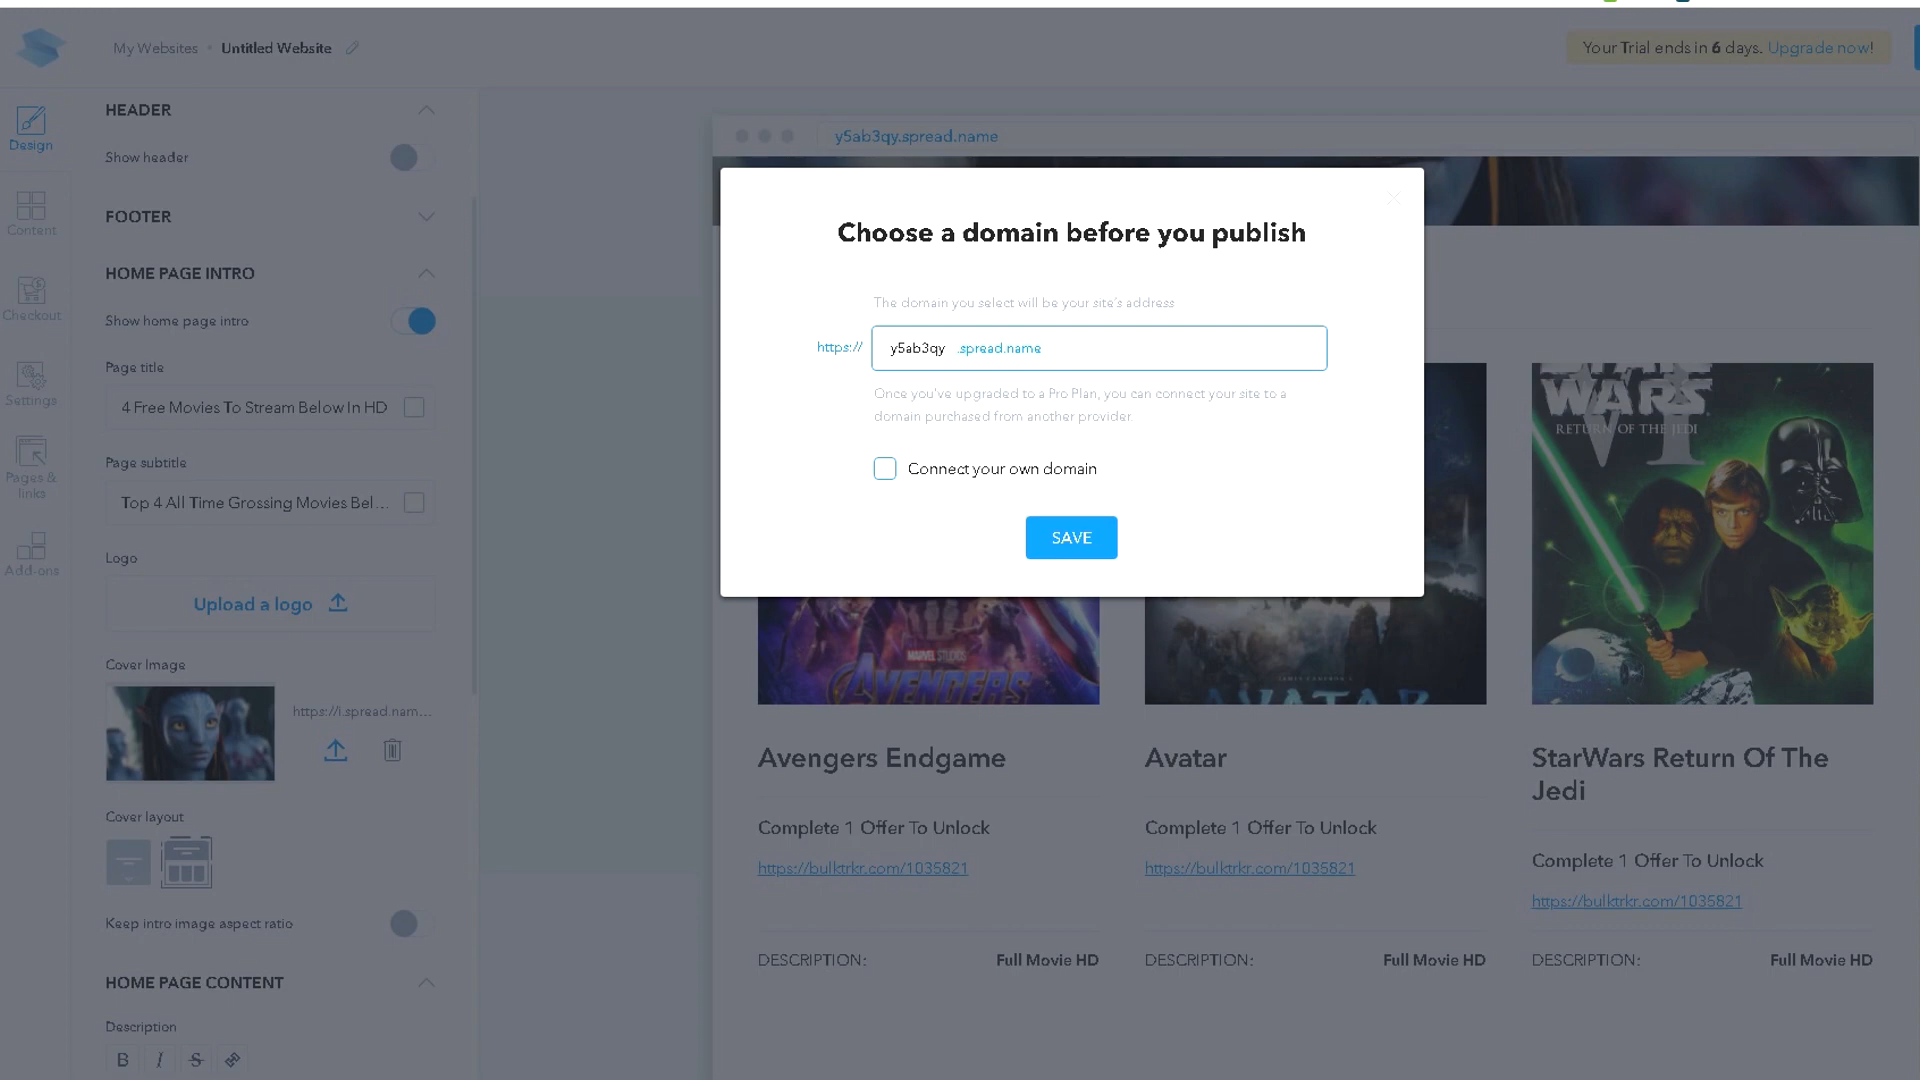 My Websites • Untitled Website
Your Trial ends in 6 days. Upgrade now!
Design
Content
Checkout
Settings
Pages & links
Add-ons
HEADER
Show header
FOOTER
HOME PAGE INTRO
Show home page intro
Page title
4 Free Movies To Stream Below In HD
Page subtitle
Top 4 All Time Grossing Movies Bel...
Logo
Upload a logo
Cover Image
https://i.spread.nam...
Cover layout
Keep intro image aspect ratio
HOME PAGE CONTENT
Description
B I S
y5ab3qy.spread.name
Choose a domain before you publish
The domain you select will be your site's address
https:// y5ab3qy .spread.name
Once you've upgraded to a Pro Plan, you can connect your site to a
domain purchased from another provider.
Connect your own domain
SAVE
MARVEL STUDIOS
AVENGERS
JAMES CAMERON'S
AVATAR
STAR
WARS
VI
RETURN OF THE JEDI
Avengers Endgame
Complete 1 Offer To Unlock
https://bulktrkr.com/1035821
DESCRIPTION: Full Movie HD
Avatar
Complete 1 Offer To Unlock
https://bulktrkr.com/1035821
DESCRIPTION: Full Movie HD
StarWars Return Of The
Jedi
Complete 1 Offer To Unlock
https://bulktrkr.com/1035821
DESCRIPTION: Full Movie HD